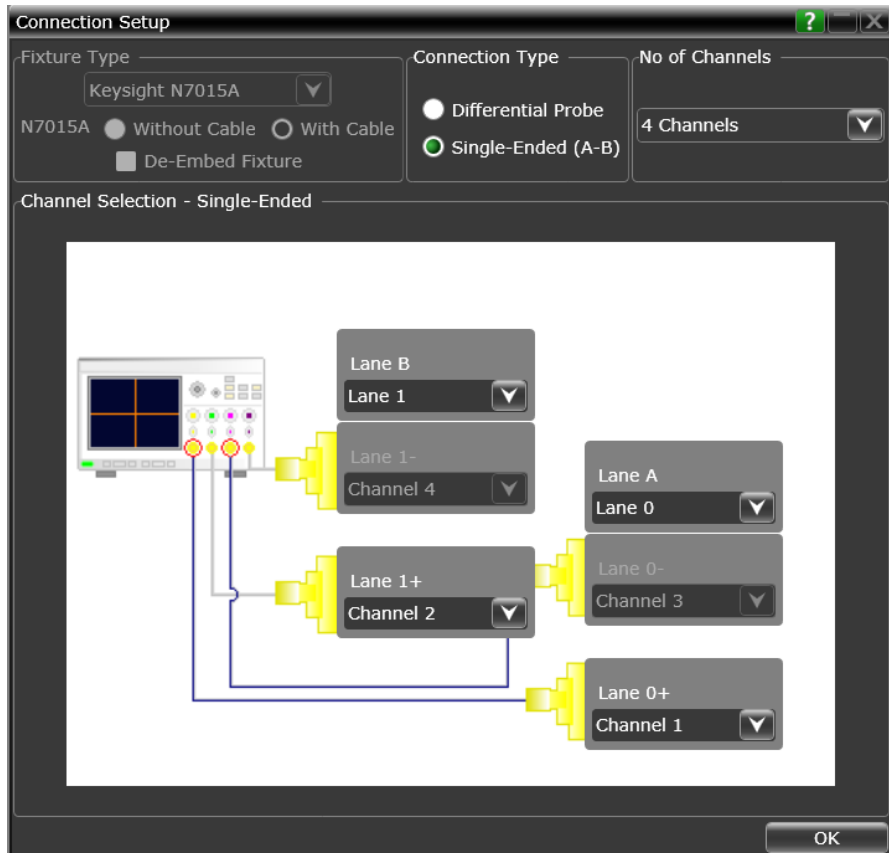 Connection Setup
?
Fixture Type
Keysight N7015A
N7015A Without Cable With Cable
De-Embed Fixture
Connection Type
Differential Probe
Single-Ended (A-B)
No of Channels
4 Channels
Channel Selection - Single-Ended
Lane B
Lane 1
Lane 1-
Channel 4
Lane A
Lane 0
Lane 1+
Channel 2
Lane 0-
Channel 3
Lane 0+
Channel 1
OK